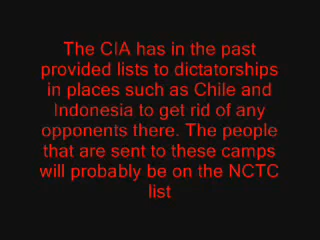 The CIA has in the past
provided lists to dictatorships
in places such as Chile and
Indonesia to get rid of any
opponents there. The people
that are sent to these camps
will probably be on the NCTC
list